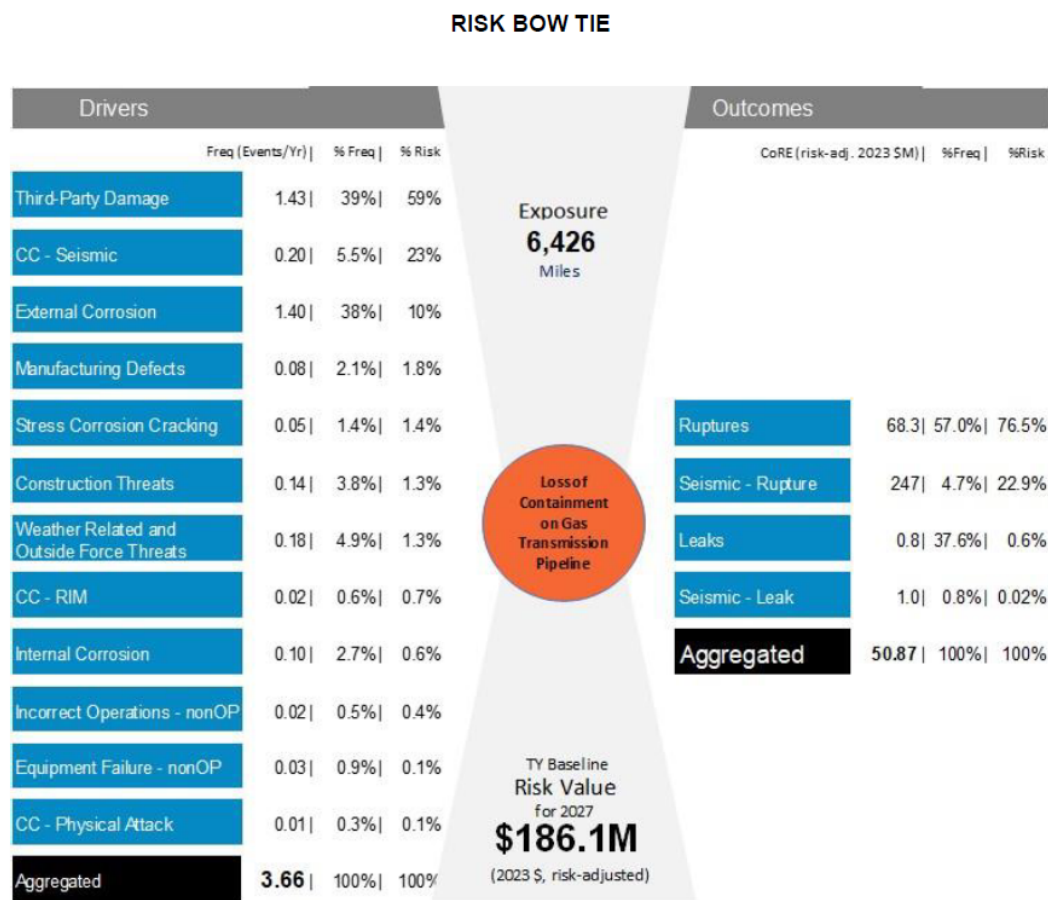 RISK BOW TIE
Drivers
Freq (Events/Yr)| % Freq| % Risk
Third-Party Damage 1.43| 39%| 59%
CC - Seismic 0.20| 5.5%| 23%
External Corrosion 1.40| 38%| 10%
Manufacturing Defects 0.08| 2.1%| 1.8%
Stress Corrosion Cracking 0.05| 1.4%| 1.4%
Construction Threats 0.14| 3.8%| 1.3%
Weather Related and
Outside Force Threats 0.18| 4.9%| 1.3%
CC - RIM 0.02| 0.6%| 0.7%
Internal Corrosion 0.10| 2.7%| 0.6%
Incorrect Operations - nonOP 0.02| 0.5%| 0.4%
Equipment Failure - nonOP 0.03| 0.9%| 0.1%
CC - Physical Attack 0.01| 0.3%| 0.1%
Aggregated 3.66| 100%| 100%
Exposure
6,426
Miles
Loss of
Containment
on Gas
Transmission
Pipeline
TY Baseline
Risk Value
for 2027
$186.1M
(2023 $, risk-adjusted)
Outcomes
CoRE (risk-adj. 2023 $M)| %Freq| %Risk
Ruptures 68.3| 57.0%| 76.5%
Seismic - Rupture 247| 4.7%| 22.9%
Leaks 0.8| 37.6%| 0.6%
Seismic - Leak 1.0| 0.8%| 0.02%
Aggregated 50.87| 100%| 100%